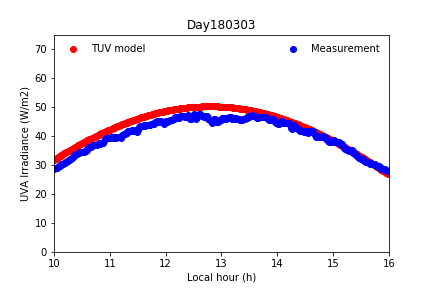 Day180303
TUV model
Measurement
UVA Irradiance (W/m2)
70
60
50
40
30
20
10
0
10 11 12 13 14 15 16
Local hour (h)